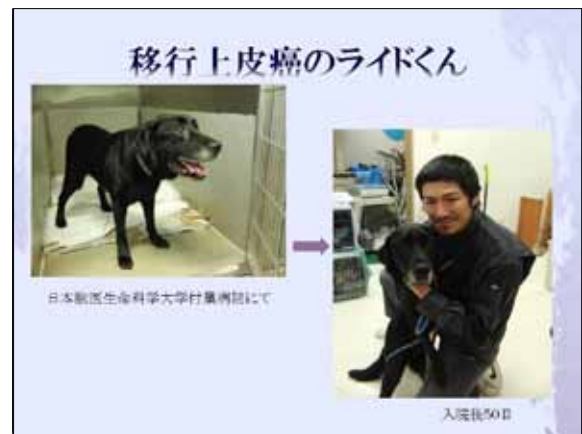 移行上皮癌のライドくん
日本獣医生命科学大学付属病院にて
入院後50日